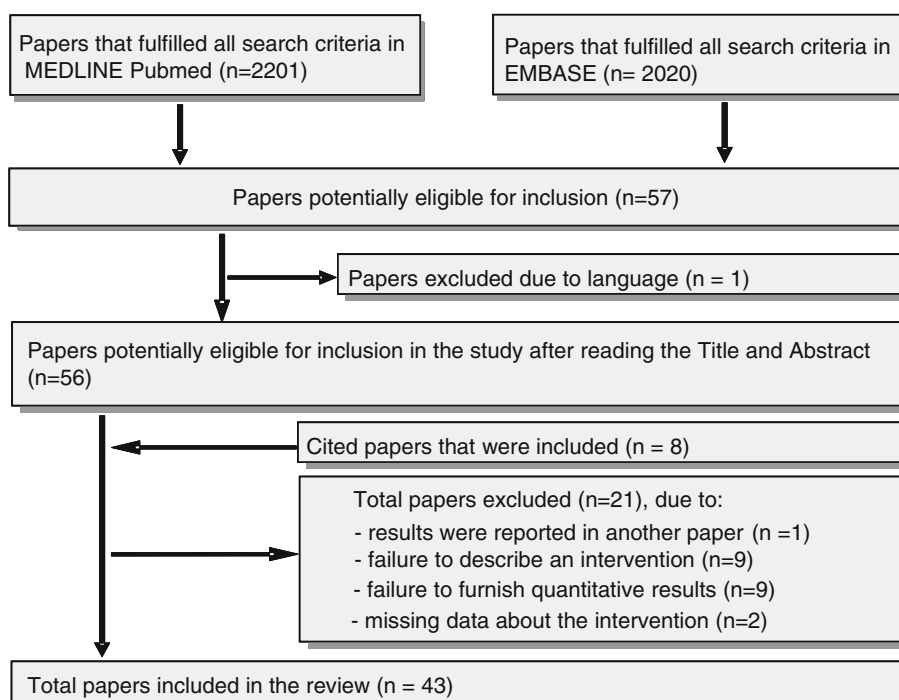 Papers that fulfilled all search criteria in
MEDLINE Pubmed (n=2201)
Papers that fulfilled all search criteria in
EMBASE (n= 2020)
Papers potentially eligible for inclusion (n=57)
Papers excluded due to language (n = 1)
Papers potentially eligible for inclusion in the study after reading the Title and Abstract
(n=56)
Cited papers that were included (n = 8)
Total papers excluded (n=21), due to:
- results were reported in another paper (n =1)
- failure to describe an intervention (n=9)
- failure to furnish quantitative results (n=9)
- missing data about the intervention (n=2)
Total papers included in the review (n = 43)